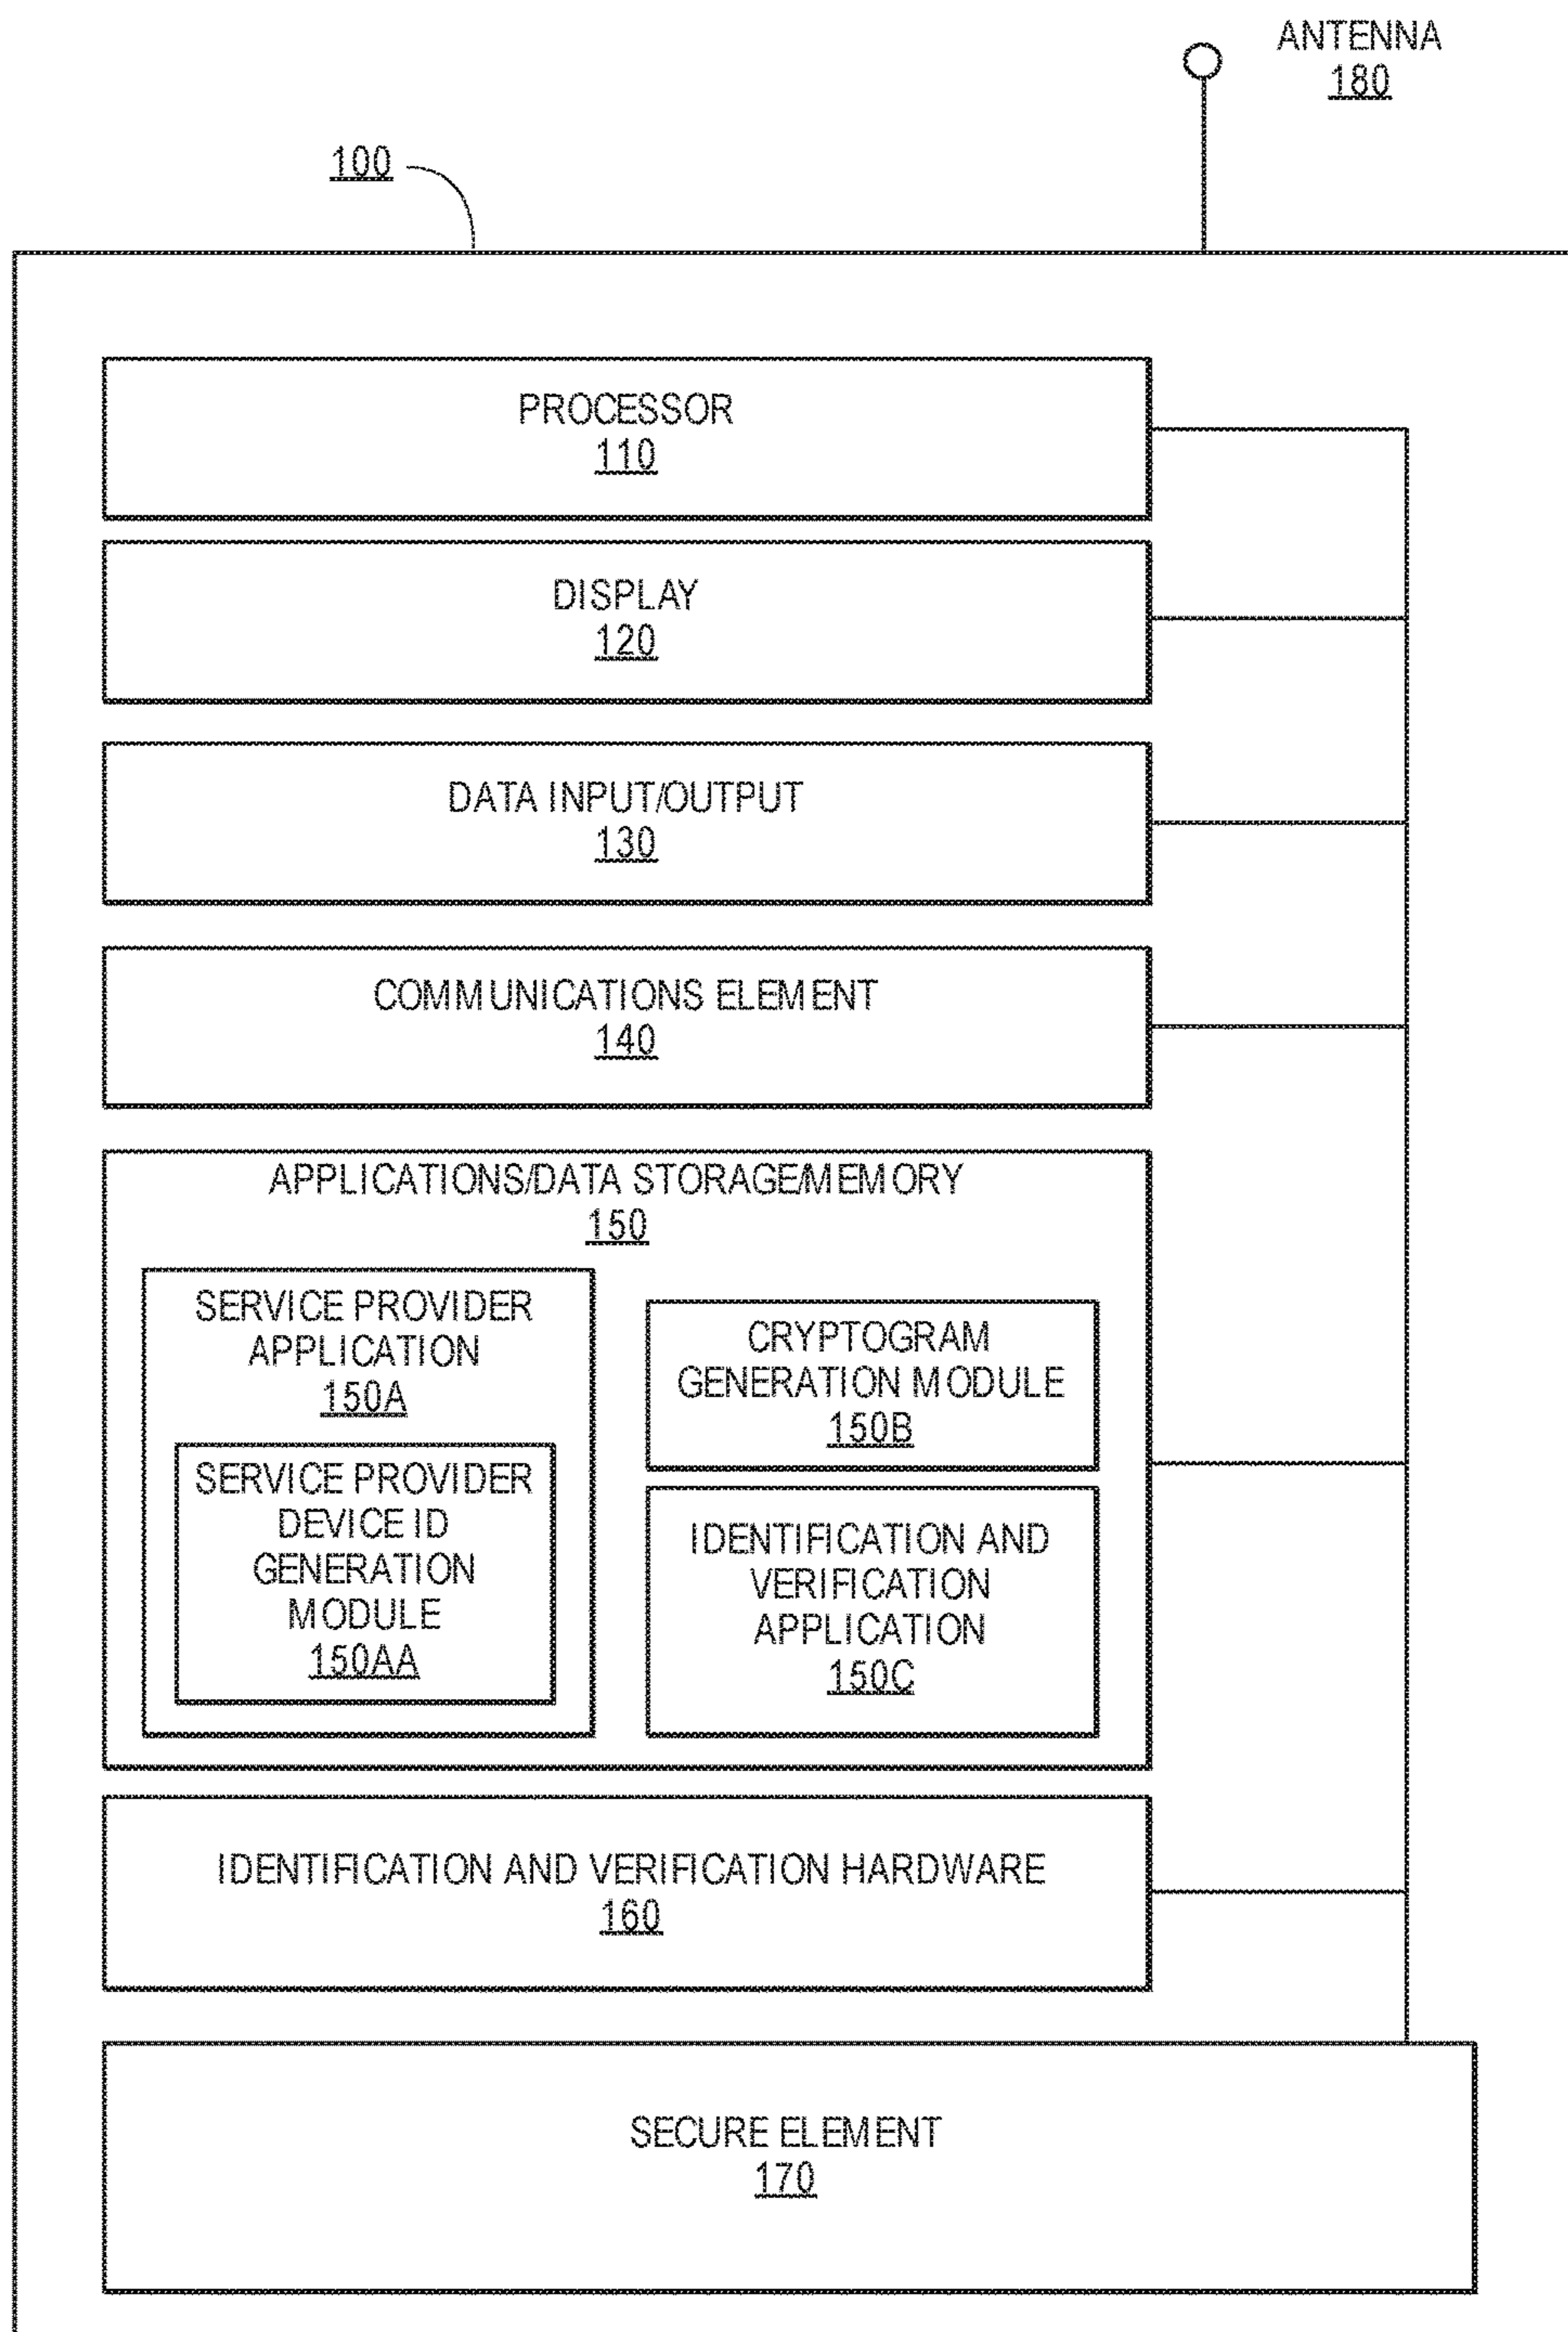 ANTENNA
180
100
PROCESSOR
110
DISPLAY
120
DATA INPUT/OUTPUT
130
COMMUNICATIONS ELEMENT
140
APPLICATIONS/DATA STORAGE/MEMORY
150
SERVICE PROVIDER
APPLICATION
150A
SERVICE PROVIDER
DEVICE ID
GENERATION
MODULE
150AA
CRYPTOGRAM
GENERATION MODULE
150B
IDENTIFICATION AND
VERIFICATION
APPLICATION
150C
IDENTIFICATION AND VERIFICATION HARDWARE
160
SECURE ELEMENT
170